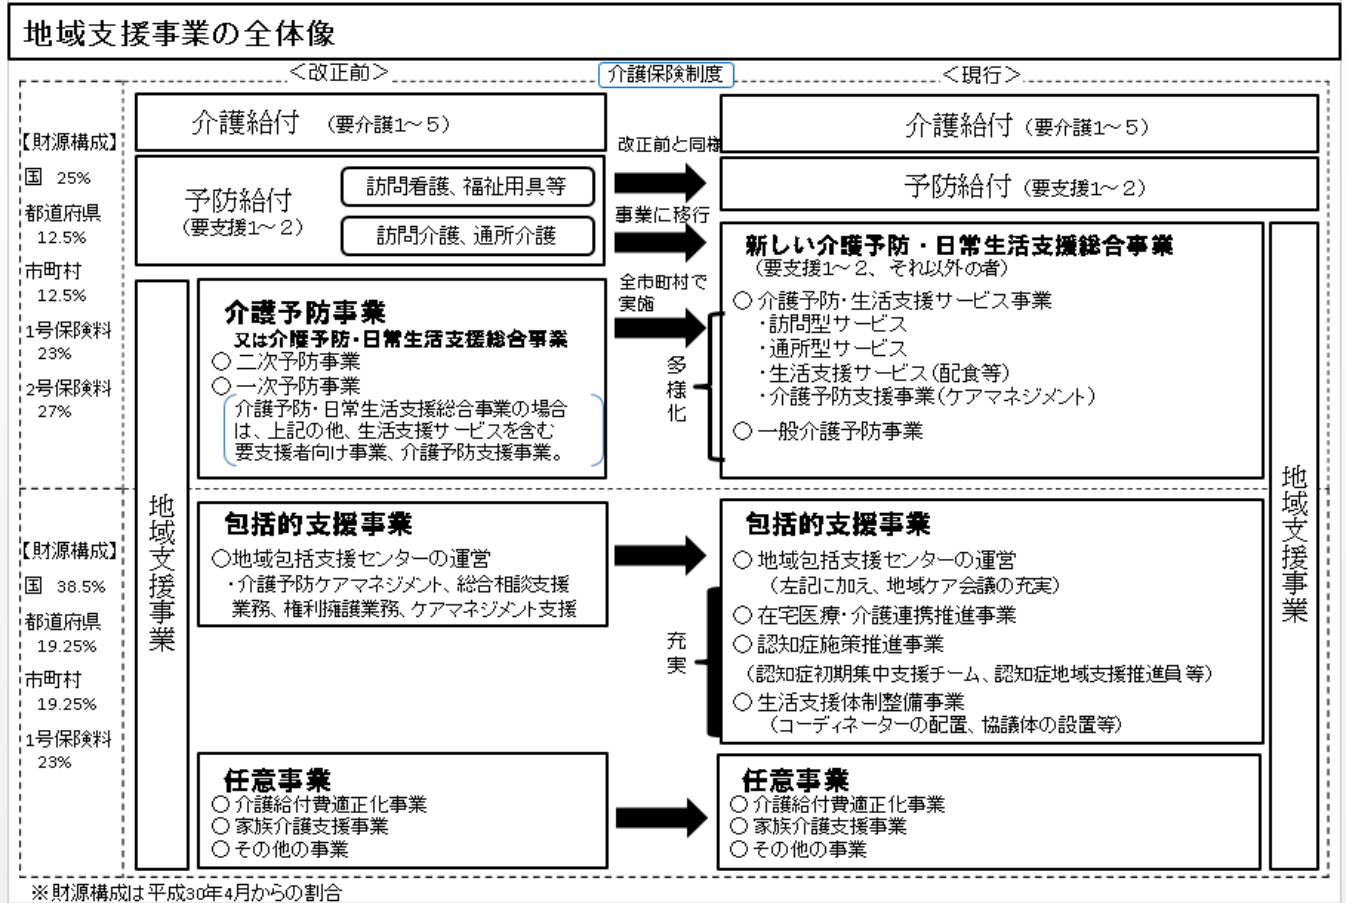 地域支援事業の全体像
＜改正前＞
介護保険制度
＜現行＞
【財源構成】
国 25%
都道府県
12.5%
市町村
12.5%
1号保険料
23%
2号保険料
27%
介護給付 （要介護1～5）
予防給付
（要支援1～2）
訪問看護、福祉用具等
訪問介護、通所介護
改正前と同様
事業に移行
全市町村で
実施
多様化
介護給付（要介護1～5）
予防給付（要支援1～2）
介護予防事業
又は介護予防・日常生活支援総合事業
○ 二次予防事業
○ 一次予防事業
介護予防・日常生活支援総合事業の場合
は、上記の他、生活支援サービスを含む
要支援者向け事業、介護予防支援事業。
新しい介護予防・日常生活支援総合事業
（要支援1～2、それ以外の者）
○ 介護予防・生活支援サービス事業
・訪問型サービス
・通所型サービス
・生活支援サービス（配食等）
・介護予防支援事業（ケアマネジメント）
○ 一般介護予防事業
【財源構成】
国 38.5%
都道府県
19.25%
市町村
19.25%
1号保険料
23%
地域支援事業
包括的支援事業
○地域包括支援センターの運営
・介護予防ケアマネジメント、総合相談支援
業務、権利擁護業務、ケアマネジメント支援
充実
包括的支援事業
○ 地域包括支援センターの運営
（左記に加え、地域ケア会議の充実）
○ 在宅医療・介護連携推進事業
○ 認知症施策推進事業
（認知症初期集中支援チーム、認知症地域支援推進員 等）
○ 生活支援体制整備事業
（コーディネーターの配置、協議体の設置等）
地域支援事業
任意事業
○ 介護給付費適正化事業
○ 家族介護支援事業
○ その他の事業
任意事業
○ 介護給付費適正化事業
○ 家族介護支援事業
○ その他の事業
※財源構成は平成30年4月からの割合